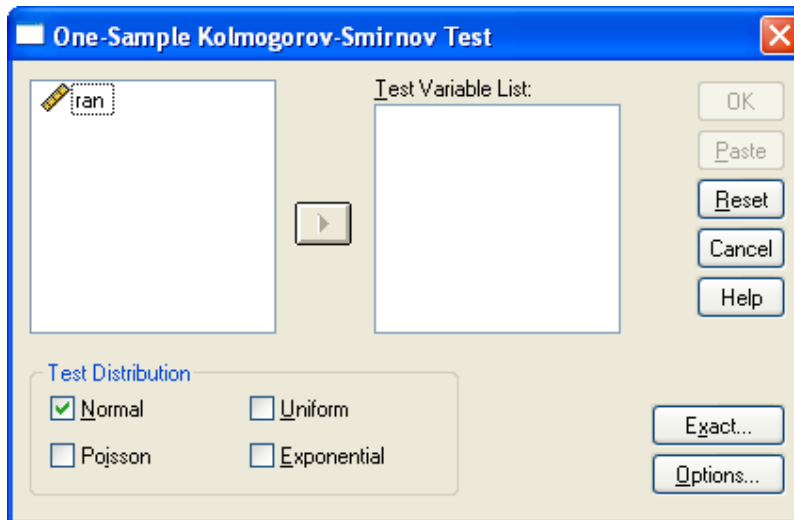 One-Sample Kolmogorov-Smirnov Test
ran
Test Variable List:
OK
Paste
Reset
Cancel
Help
Test Distribution
Normal
Uniform
Poisson
Exponential
Exact...
Options...